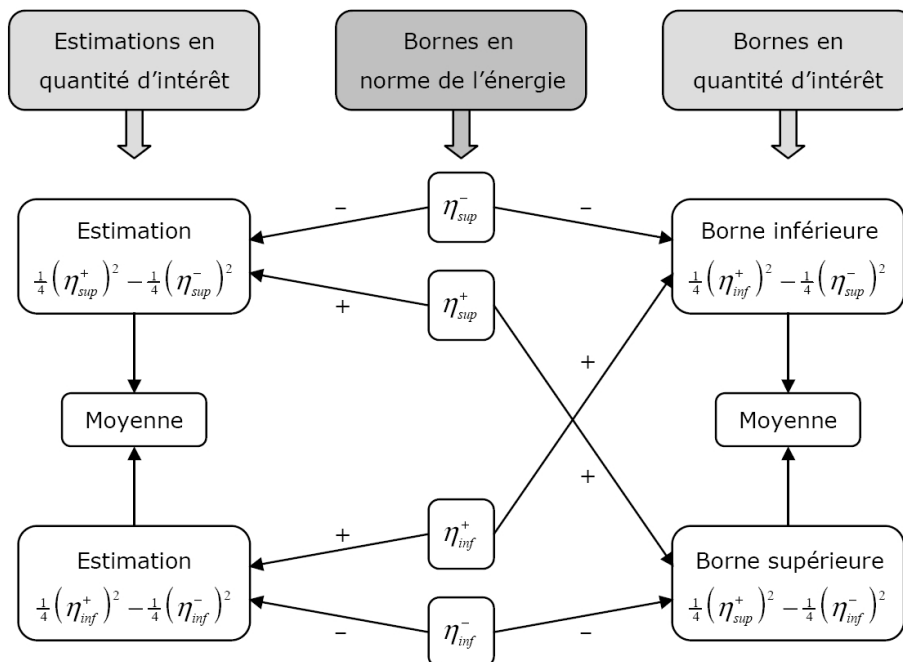 Estimations en
quantité d'intérêt
Bornes en
norme de l'énergie
Bornes en
quantité d'intérêt
η⁻sup
−
−
Estimation
¼(η⁺sup)² − ¼(η⁻sup)²
Borne inférieure
¼(η⁺inf)² − ¼(η⁻sup)²
η⁺sup
+
+
Moyenne
Moyenne
+
+
η⁺inf
Estimation
¼(η⁺inf)² − ¼(η⁻inf)²
Borne supérieure
¼(η⁺sup)² − ¼(η⁻inf)²
η⁻inf
−
−